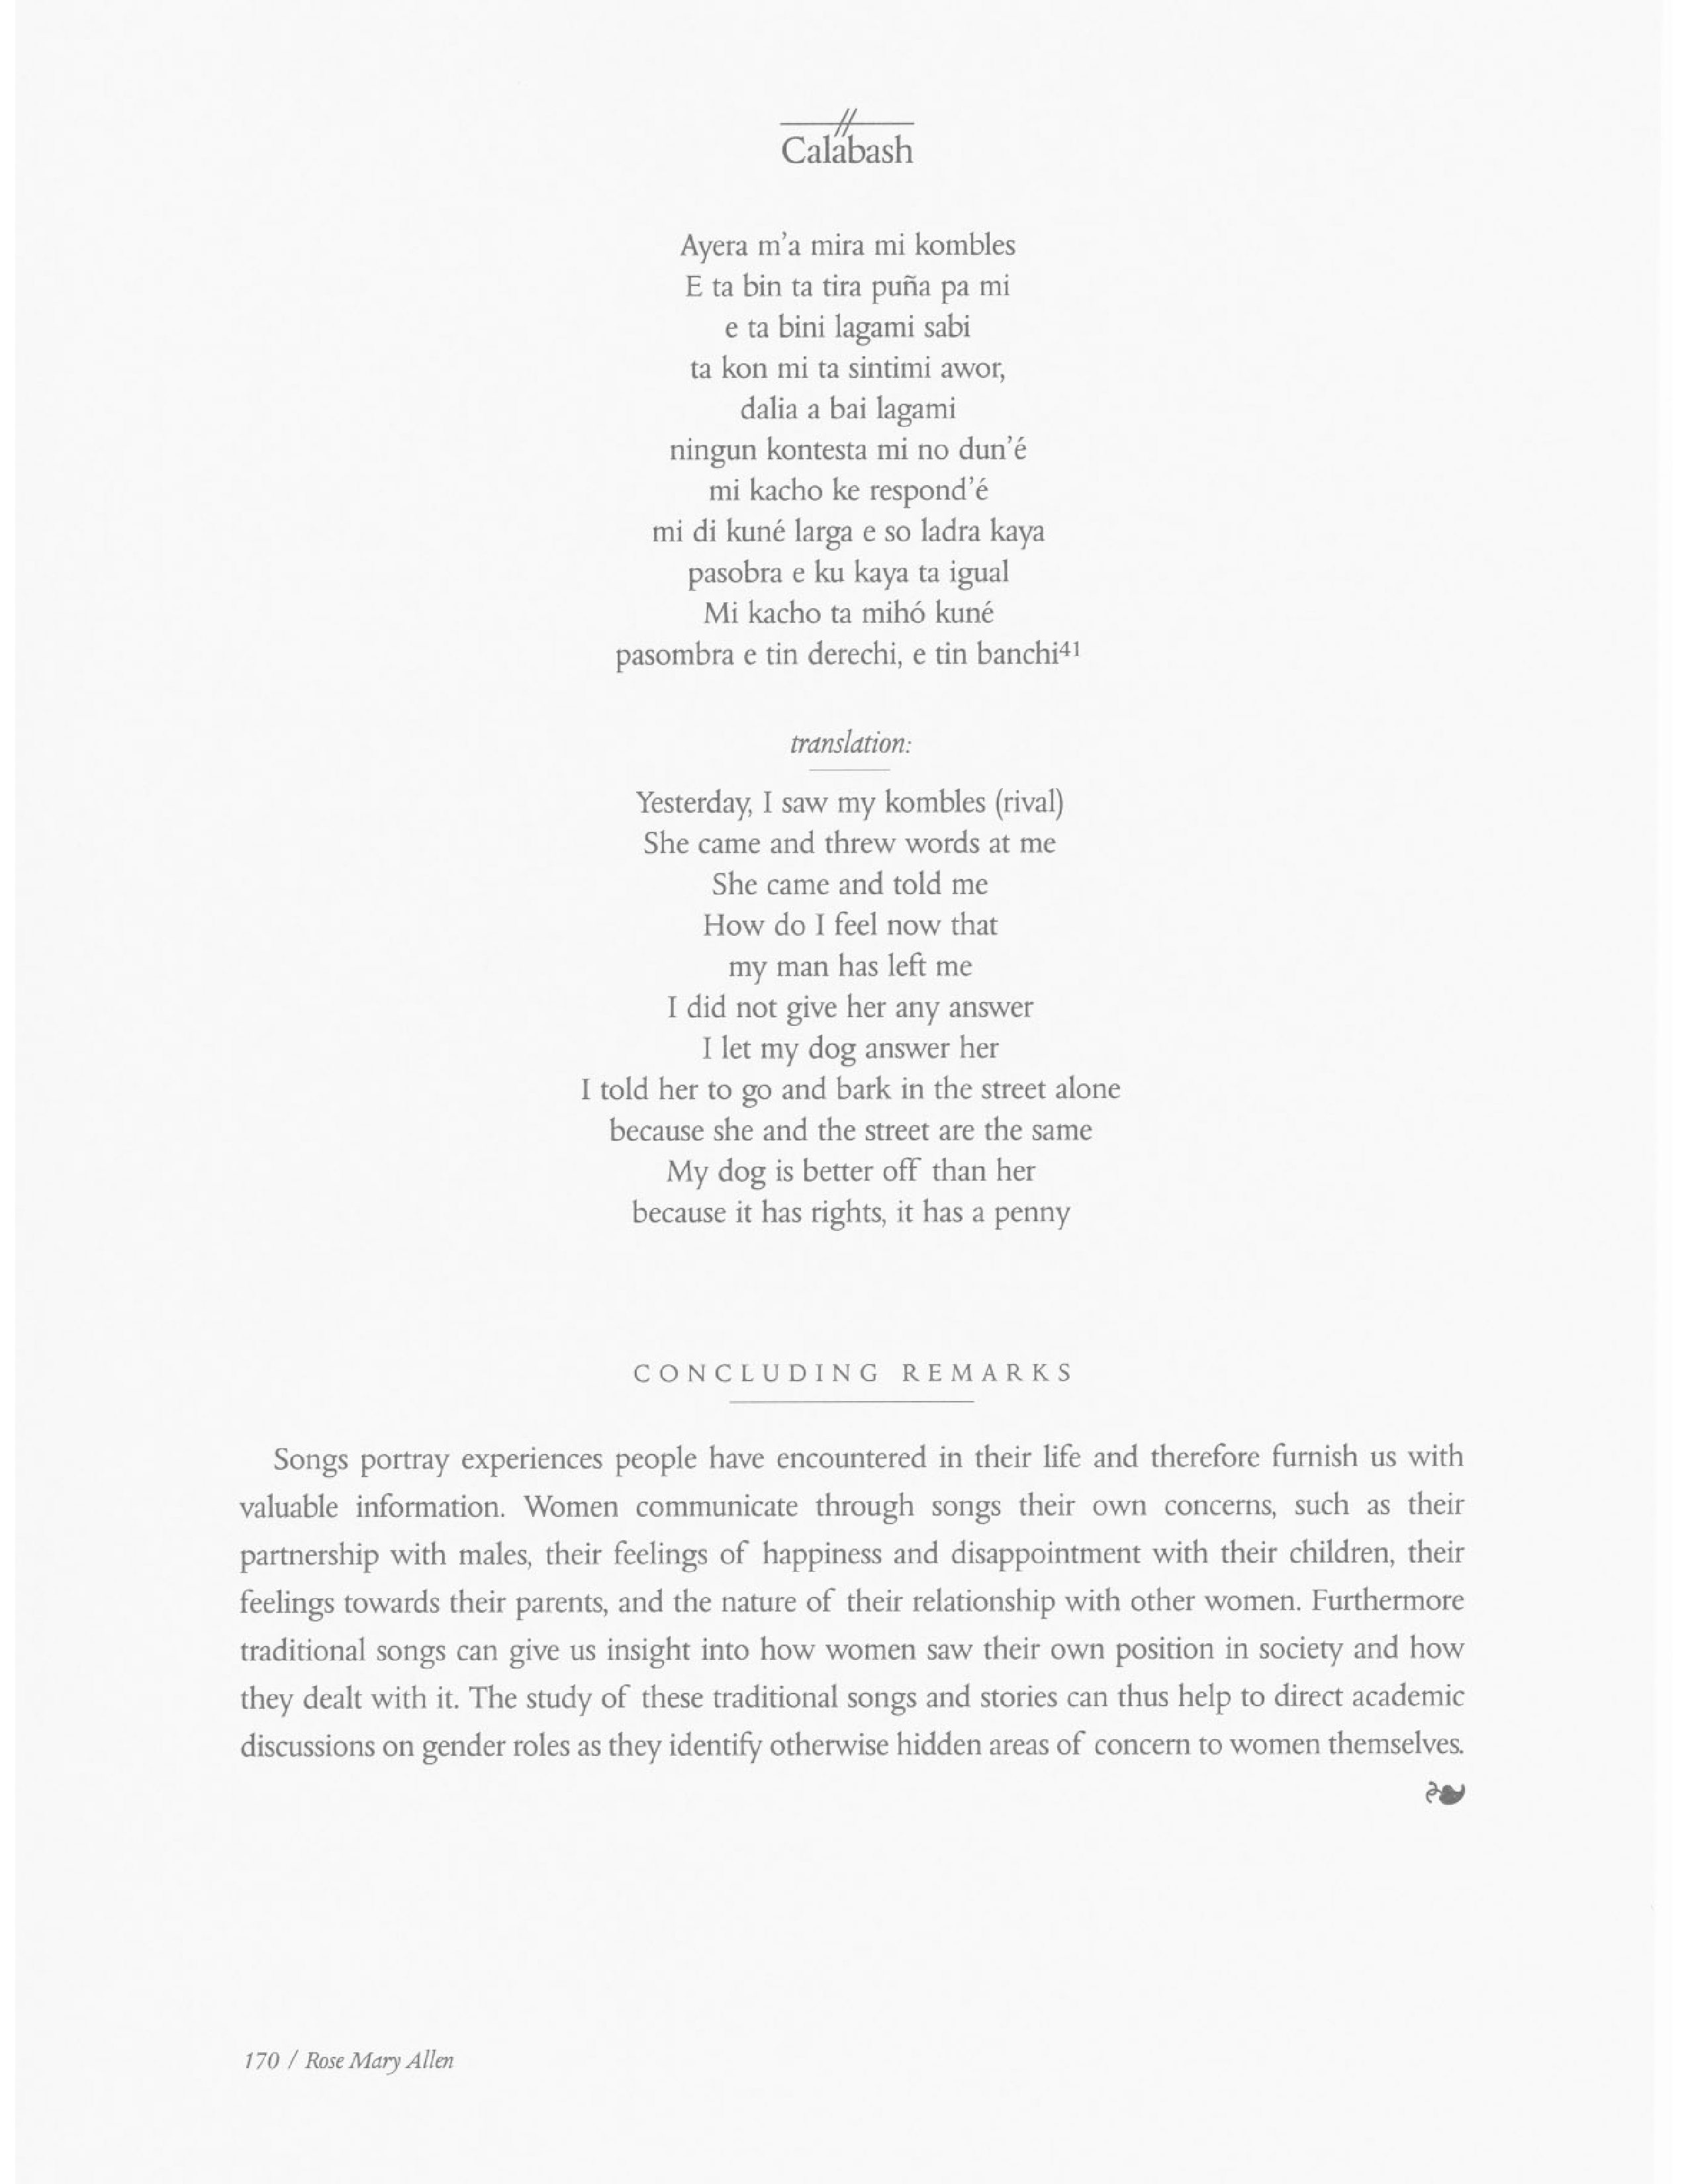 Calabash
Ayera m'a mira mi kombles
E ta bin ta tira puña pa mi
e ta bini lagami sabi
ta kon mi ta sintimi awor,
dalia a bai lagami
ningun kontesta mi no dun'é
mi kacho ke respond'é
mi di kuné larga e so ladra kaya
pasobra e ku kaya ta igual
Mi kacho ta mihó kuné
pasombra e tin derechi, e tin banchi41
translation:
Yesterday, I saw my kombles (rival)
She came and threw words at me
She came and told me
How do I feel now that
my man has left me
I did not give her any answer
I let my dog answer her
I told her to go and bark in the street alone
because she and the street are the same
My dog is better off than her
because it has rights, it has a penny
CONCLUDING REMARKS
Songs portray experiences people have encountered in their life and therefore furnish us with
valuable information. Women communicate through songs their own concerns, such as their
partnership with males, their feelings of happiness and disappointment with their children, their
feelings towards their parents, and the nature of their relationship with other women. Furthermore
traditional songs can give us insight into how women saw their own position in society and how
they dealt with it. The study of these traditional songs and stories can thus help to direct academic
discussions on gender roles as they identify otherwise hidden areas of concern to women themselves.
170 / Rose Mary Allen